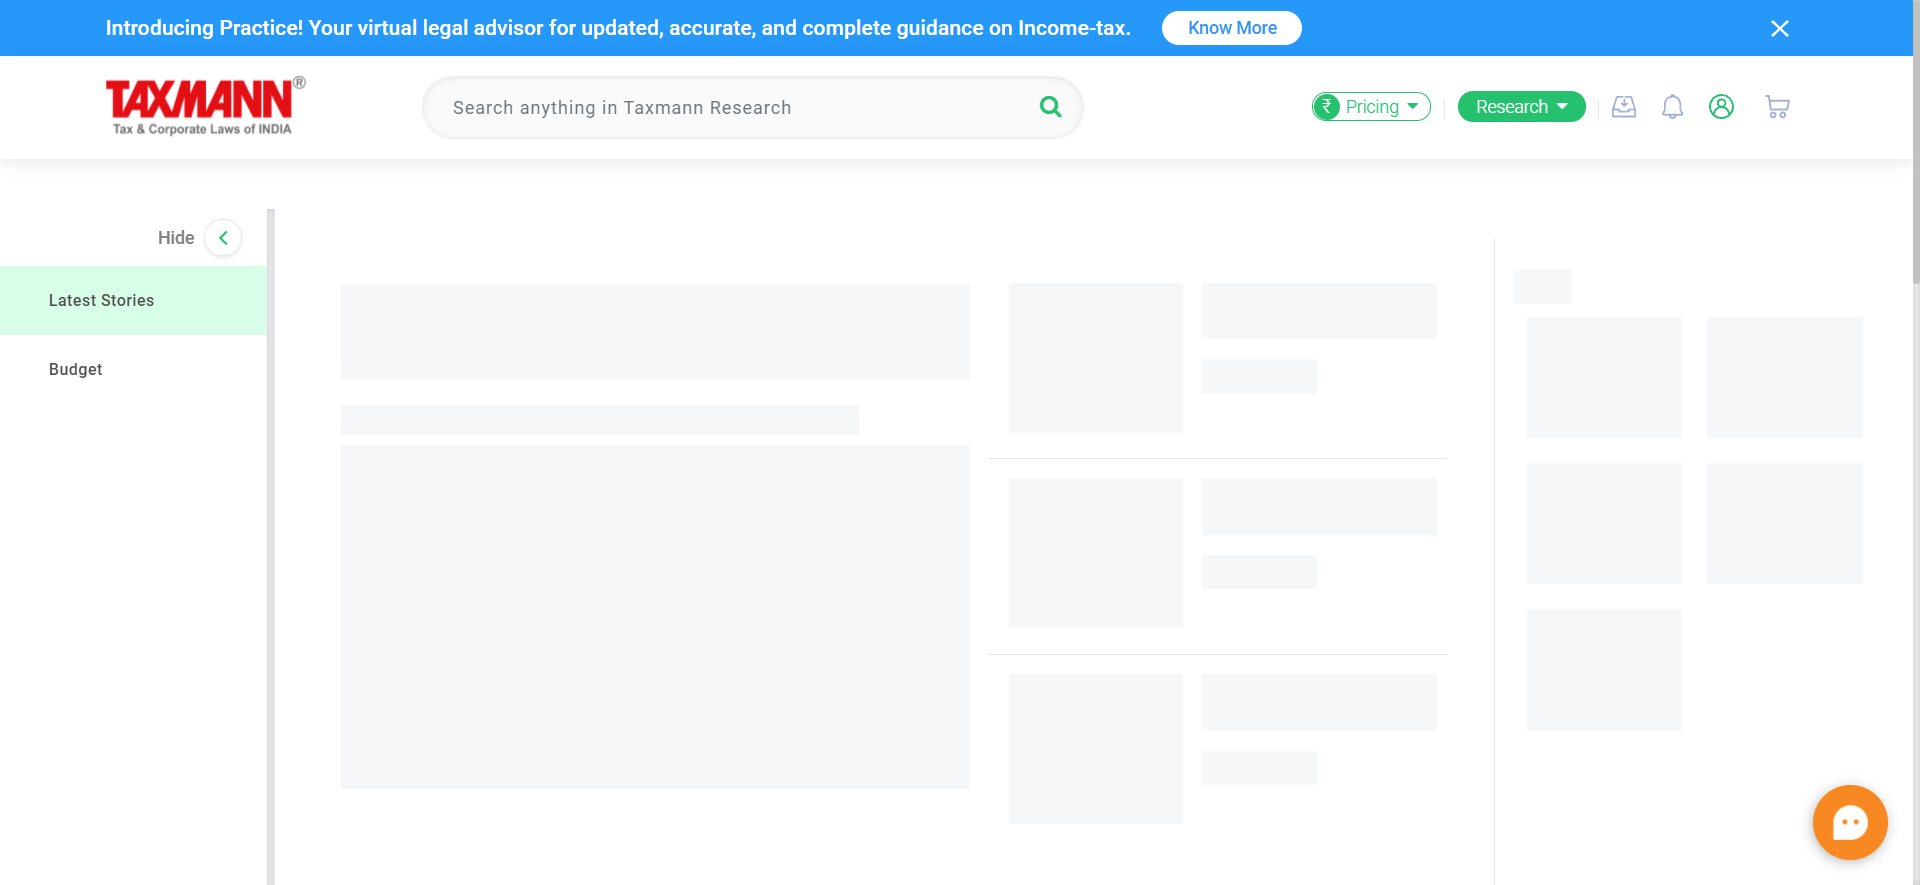 Introducing Practice! Your virtual legal advisor for updated, accurate, and complete guidance on Income-tax.
Know More
TAXMANN®
Tax & Corporate Laws of INDIA
Search anything in Taxmann Research
₹ Pricing
Research
Hide
Latest Stories
Budget